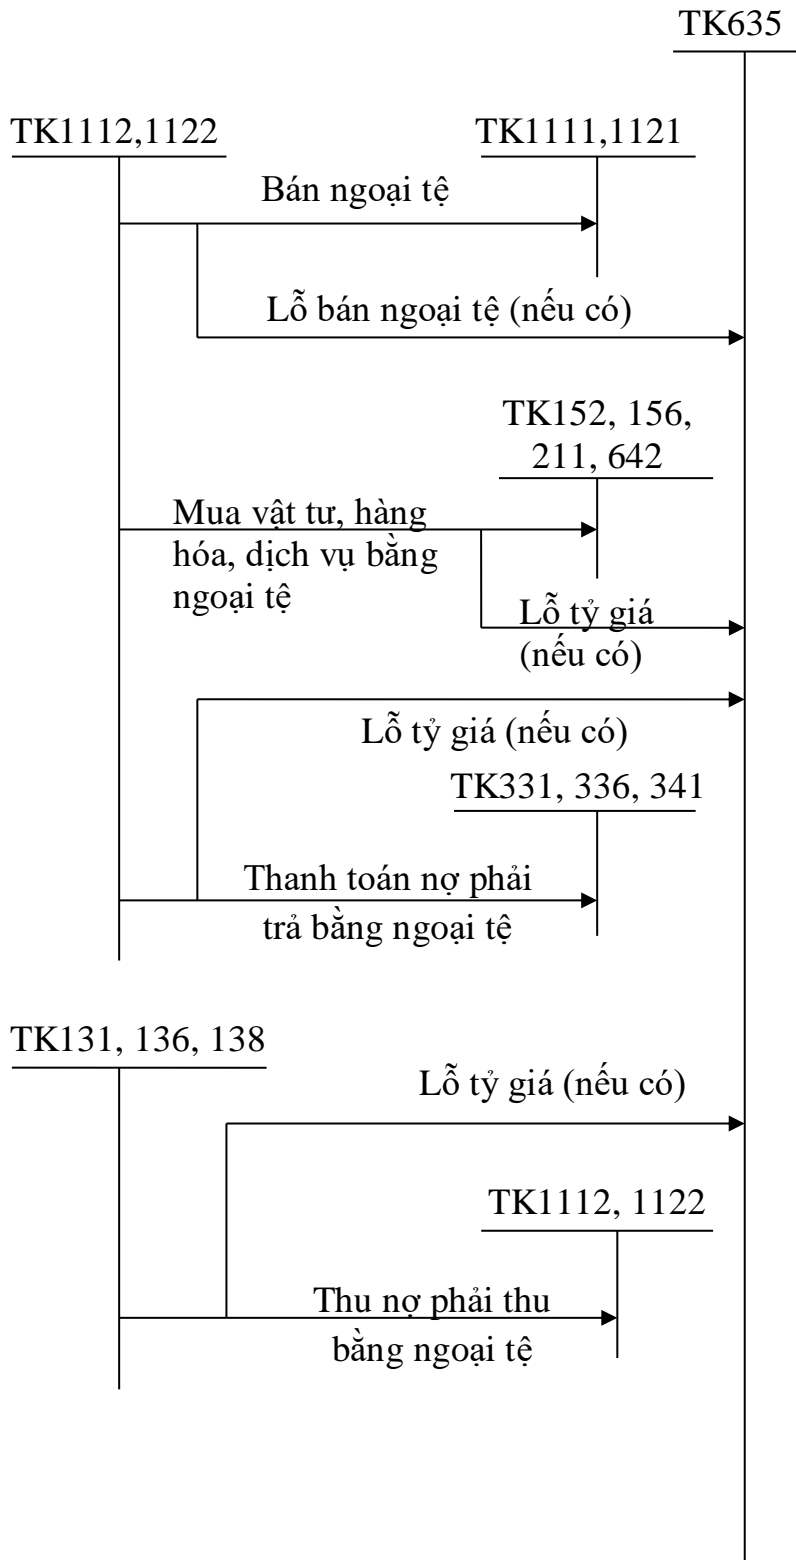 TK635
TK1112,1122
TK1111,1121
Bán ngoại tệ
Lỗ bán ngoại tệ (nếu có)
TK152, 156,
211, 642
Mua vật tư, hàng
hóa, dịch vụ bằng
ngoại tệ
Lỗ tỷ giá
(nếu có)
Lỗ tỷ giá (nếu có)
TK331, 336, 341
Thanh toán nợ phải
trả bằng ngoại tệ
TK131, 136, 138
Lỗ tỷ giá (nếu có)
TK1112, 1122
Thu nợ phải thu
bằng ngoại tệ